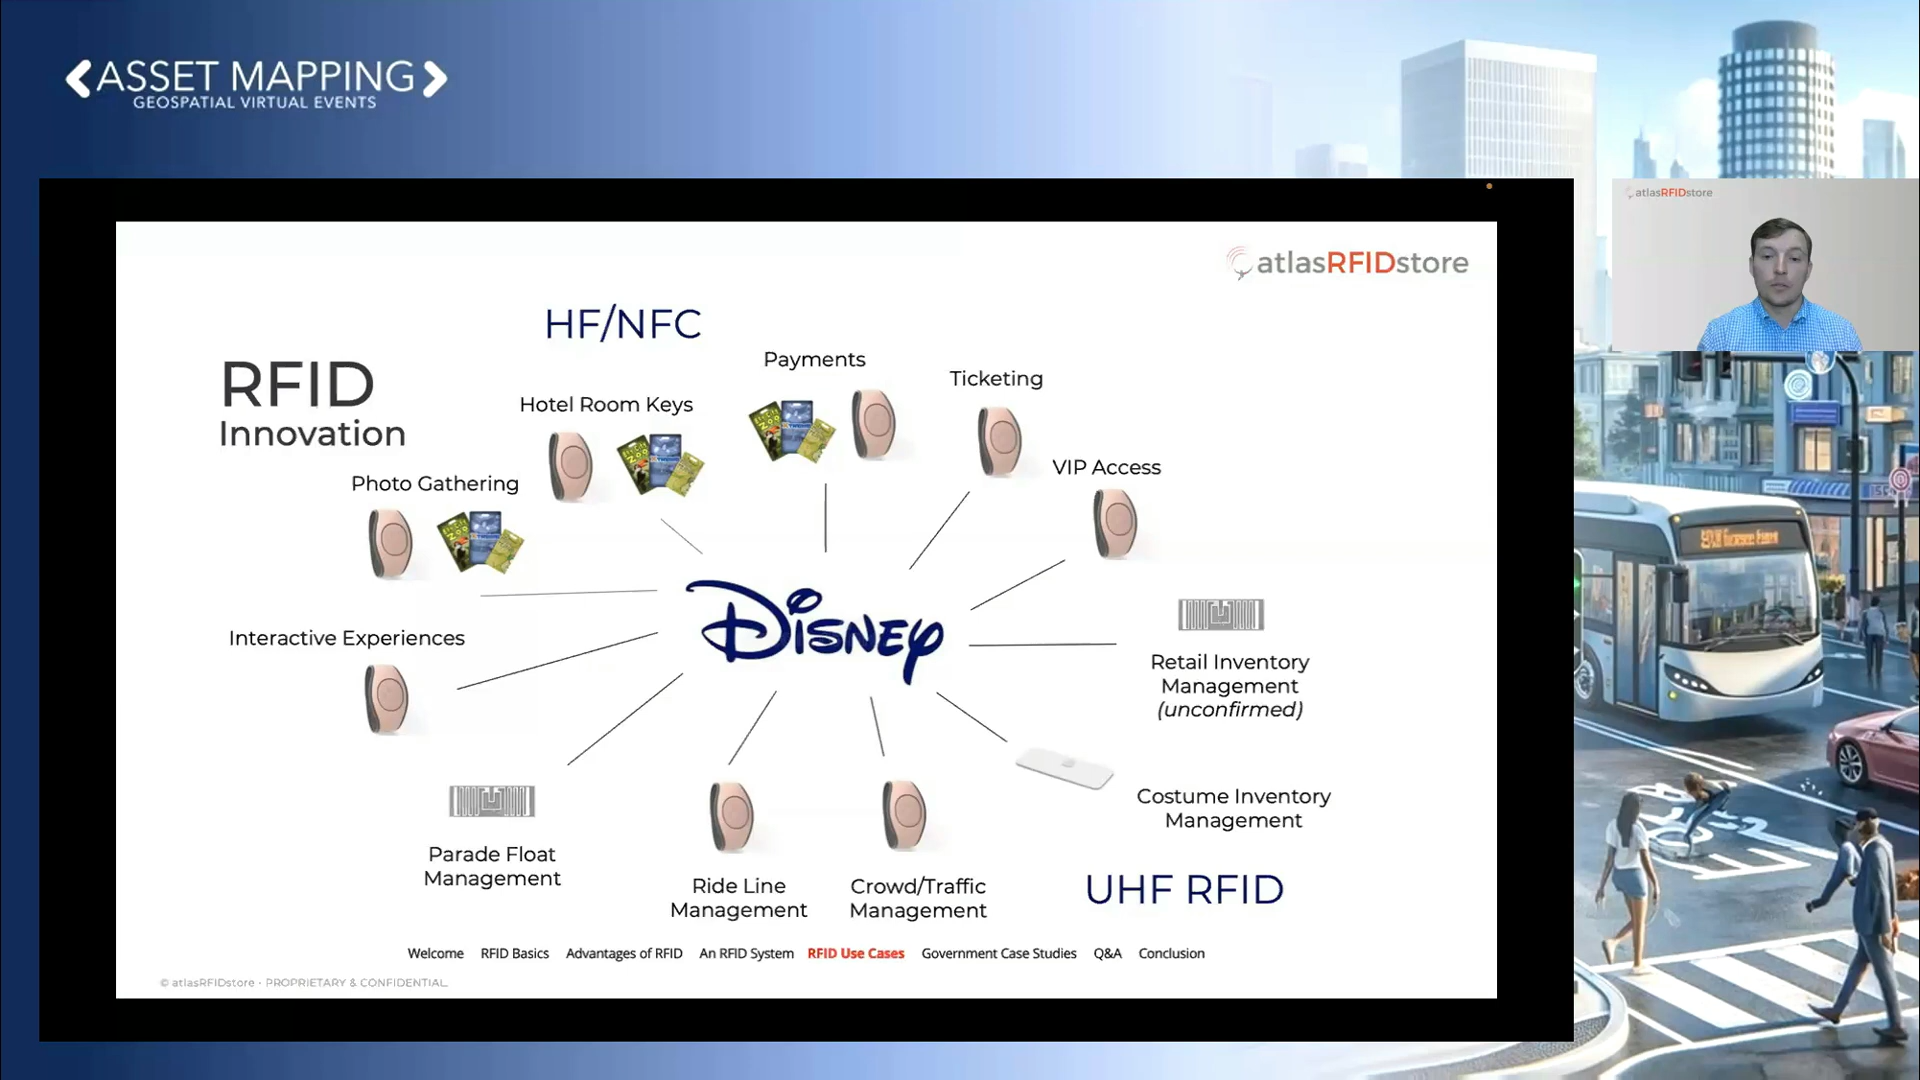 ASSET MAPPING
GEOSPATIAL VIRTUAL EVENTS
atlasRFIDstore
atlasRFIDstore
HF/NFC
RFID
Innovation
Payments
Ticketing
Hotel Room Keys
VIP Access
Photo Gathering
DISNEY
Interactive Experiences
Retail Inventory
Management
(unconfirmed)
Costume Inventory
Management
Parade Float
Management
Ride Line
Management
Crowd/Traffic
Management
UHF RFID
Welcome RFID Basics Advantages of RFID An RFID System RFID Use Cases Government Case Studies Q&A Conclusion
© atlasRFIDstore - PROPRIETARY & CONFIDENTIAL